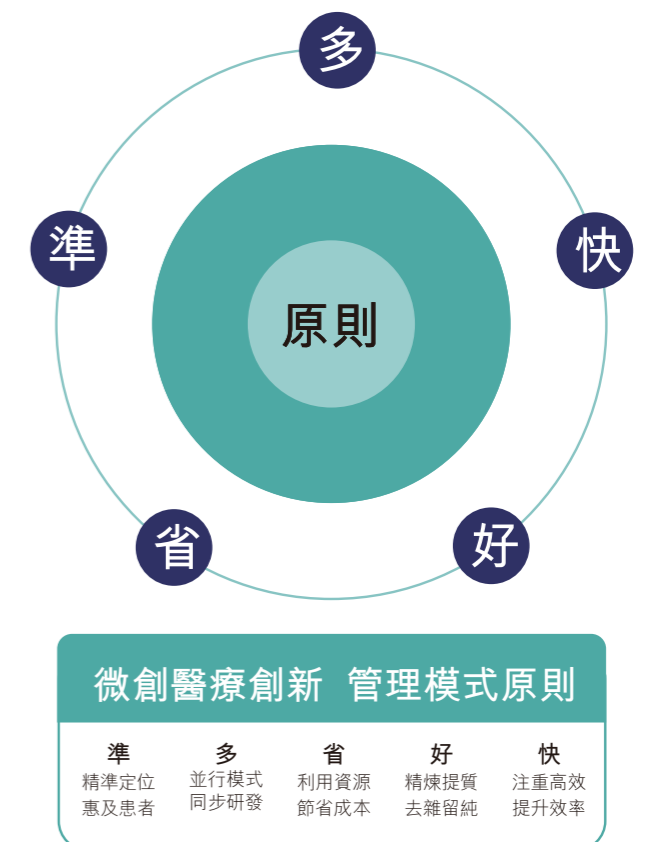 多
準
快
原則
省
好
微創醫療創新 管理模式原則
準
精準定位
惠及患者
多
並行模式
同步研發
省
利用資源
節省成本
好
精煉提質
去雜留純
快
注重高效
提升效率